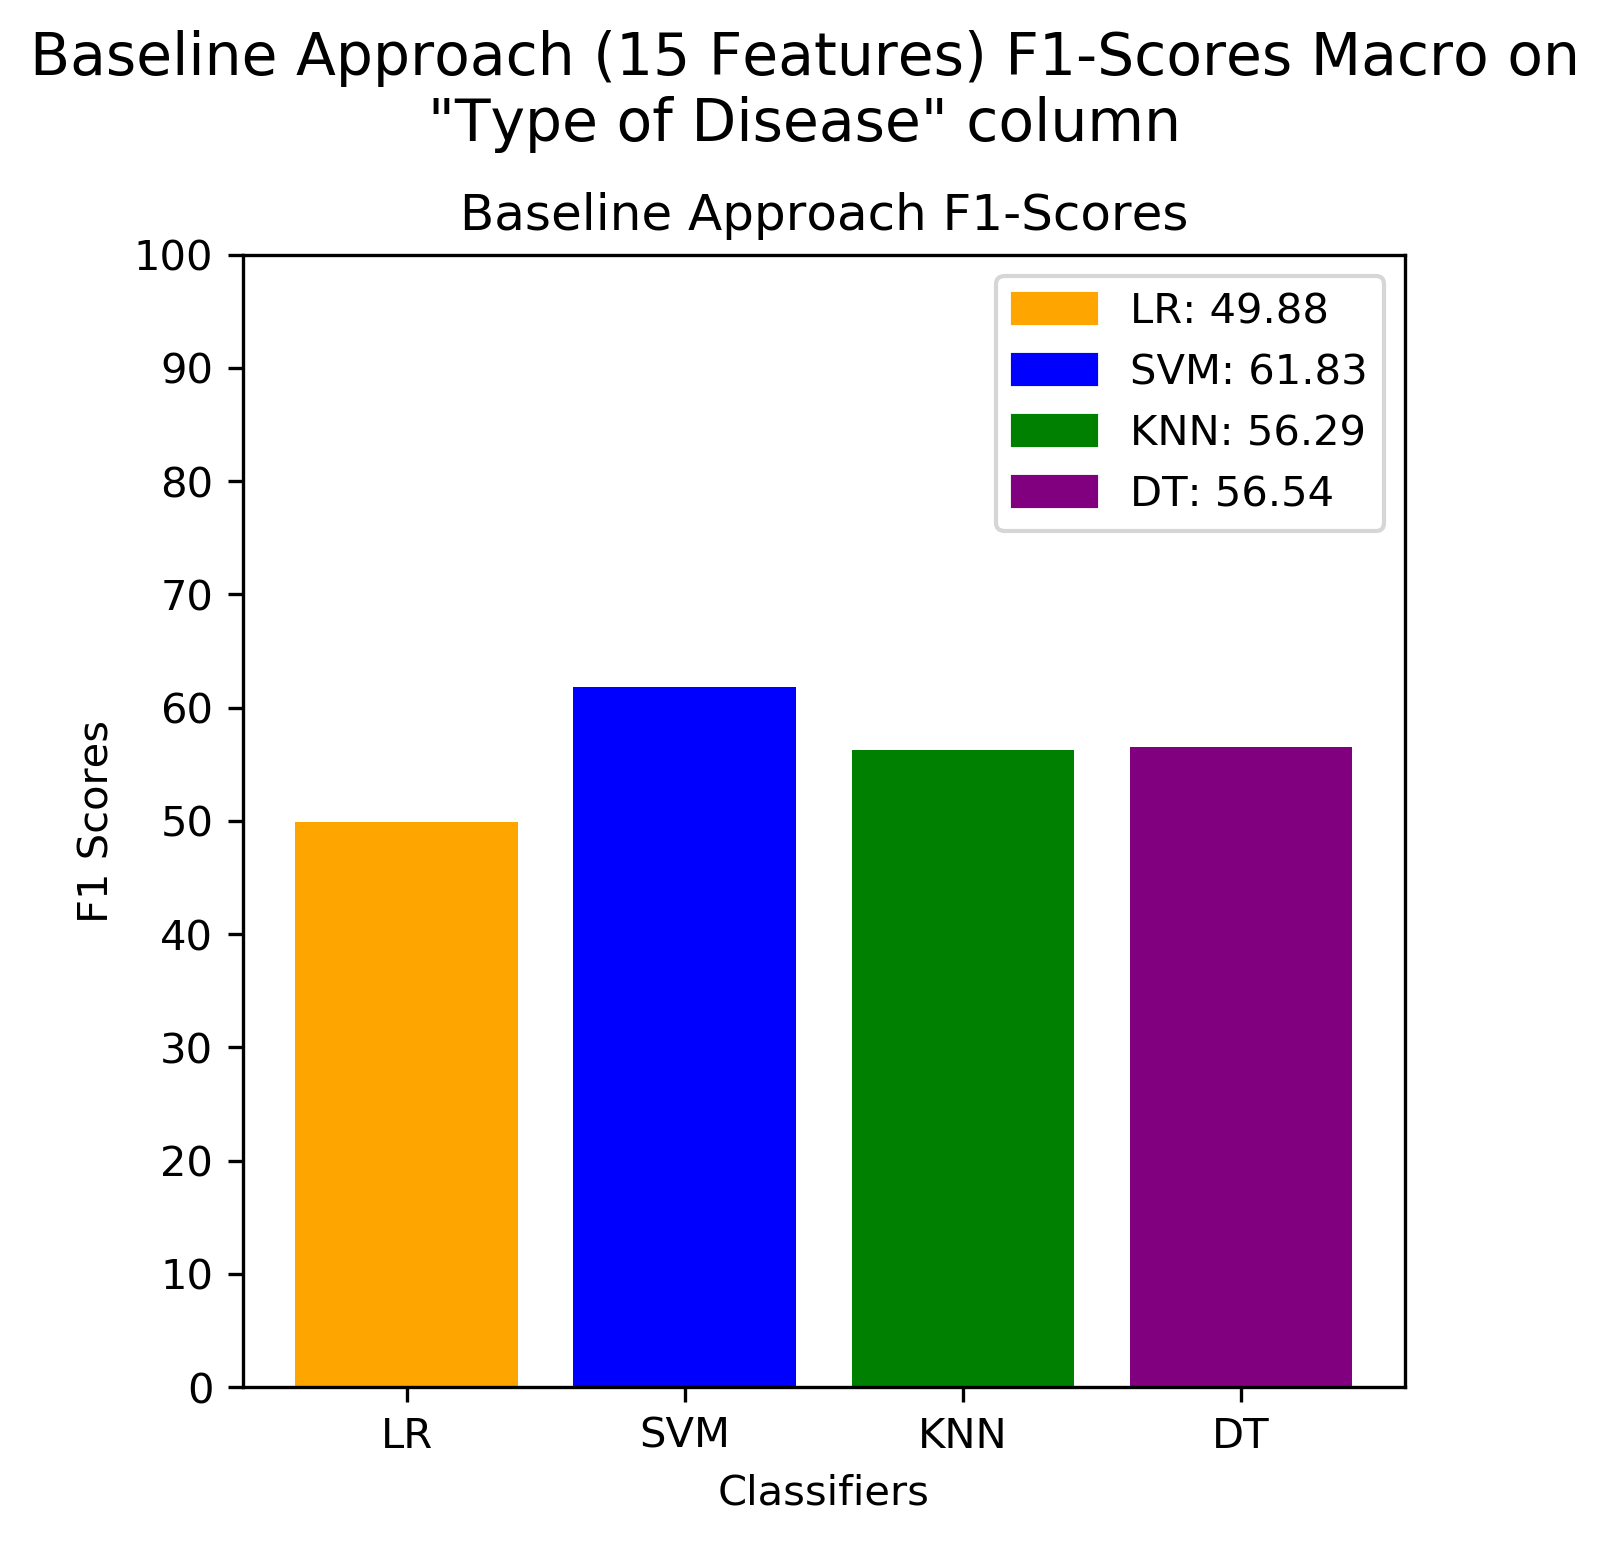 Baseline Approach (15 Features) F1-Scores Macro on
"Type of Disease" column
Baseline Approach F1-Scores
100
90
80
70
60
50
40
30
20
10
0
F1 Scores
LR: 49.88
SVM: 61.83
KNN: 56.29
DT: 56.54
LR
SVM
KNN
DT
Classifiers